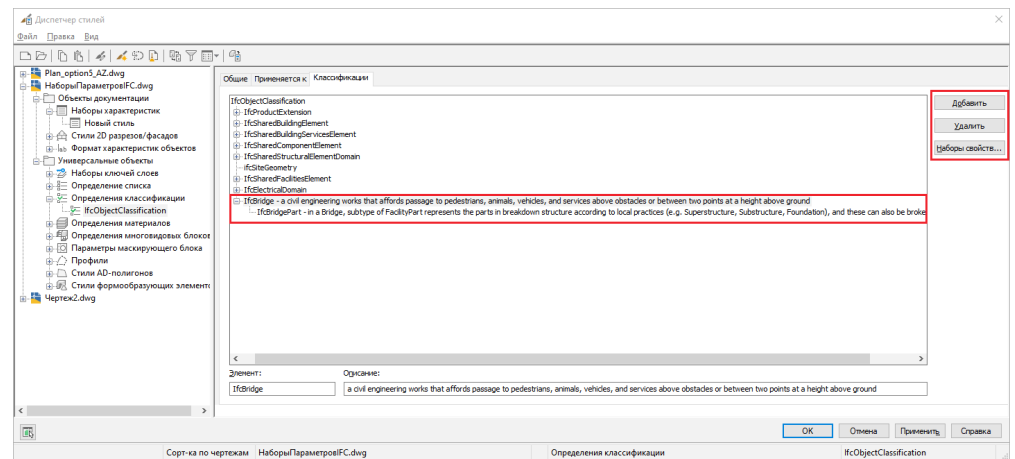 Диспетчер стилей
Файл Правка Вид
Plan_option5_AZ.dwg
НаборыПараметровIFC.dwg
Объекты документации
Наборы характеристик
Новый стиль
Стили 2D разрезов/фасадов
Формат характеристик объектов
Универсальные объекты
Наборы ключей слоев
Определение списка
Определения классификации
IfcObjectClassification
Определения материалов
Определения многовидовых блоков
Параметры маскирующего блока
Профили
Стили AD-полигонов
Стили формообразующих элементо
Чертеж2.dwg
Общие Применяется к Классификации
IfcObjectClassification
IfcProductExtension
IfcSharedBuildingElement
IfcSharedBuildingServicesElement
IfcSharedComponentElement
IfcSharedStructuralElementDomain
ifcSiteGeometry
IfcSharedFacilitiesElement
IfcElectricalDomain
IfcBridge - a civil engineering works that affords passage to pedestrians, animals, vehicles, and services above obstacles or between two points at a height above ground
IfcBridgePart - in a Bridge, subtype of FacilityPart represents the parts in breakdown structure according to local practices (e.g. Superstructure, Substructure, Foundation), and these can also be broke
Добавить
Удалить
Наборы свойств...
Элемент: Описание:
IfcBridge a civil engineering works that affords passage to pedestrians, animals, vehicles, and services above obstacles or between two points at a height above ground
OK Отмена Применить Справка
Сорт-ка по чертежам НаборыПараметровIFC.dwg Определения классификации IfcObjectClassification